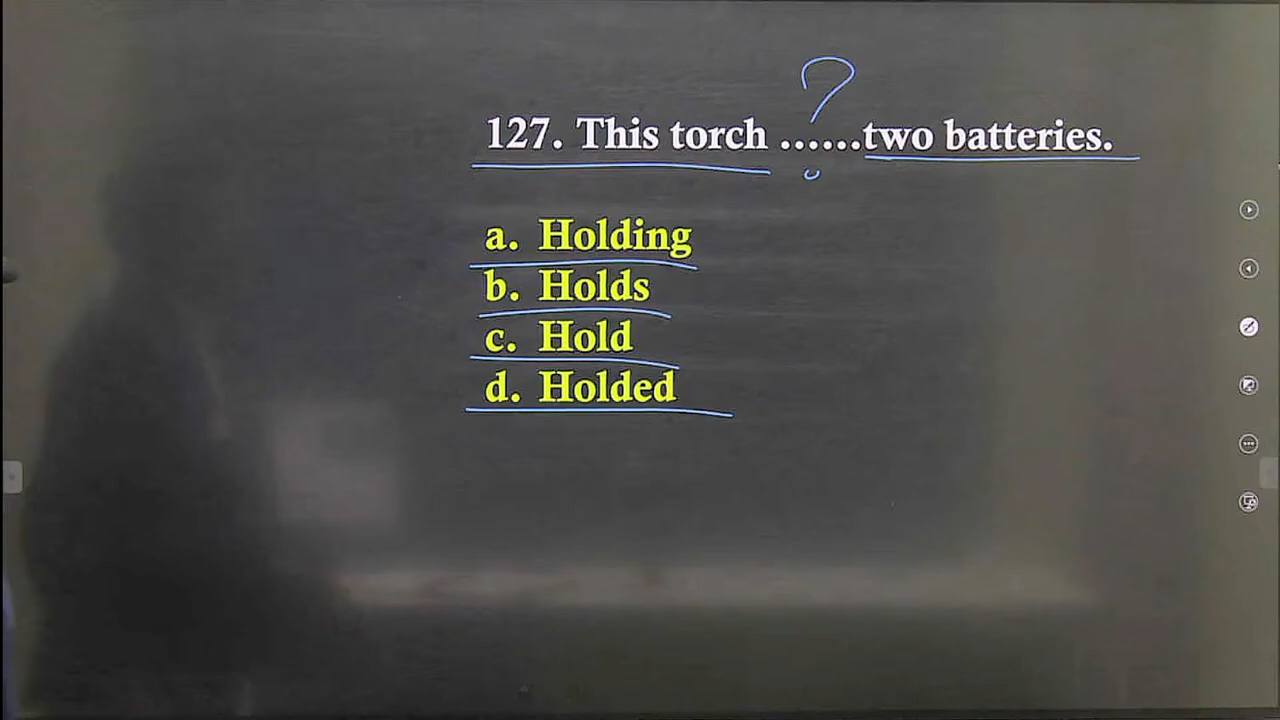 ?
127. This torch ......two batteries.
a. Holding
b. Holds
c. Hold
d. Holded